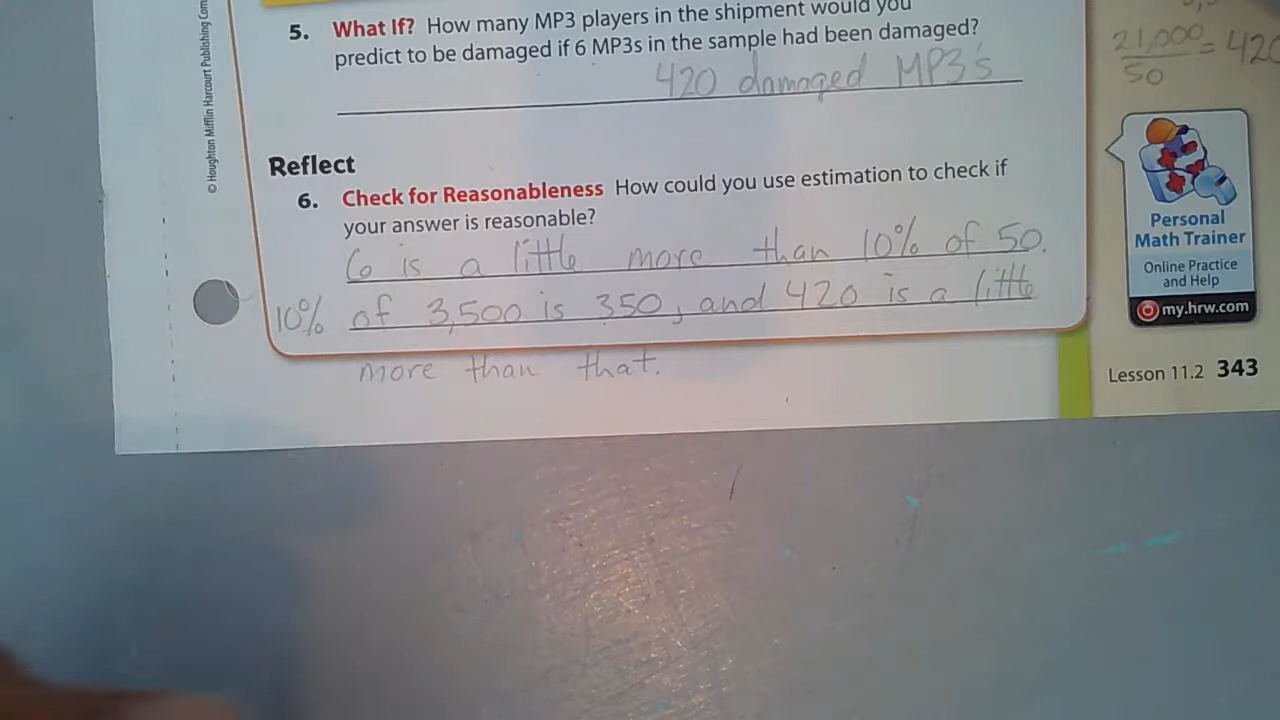 © Houghton Mifflin Harcourt Publishing Com
5. What If? How many MP3 players in the shipment would you
predict to be damaged if 6 MP3s in the sample had been damaged?
420 damaged MP3's
21,000
50
= 420
Reflect
6. Check for Reasonableness How could you use estimation to check if
your answer is reasonable?
6 is a little more than 10% of 50.
10% of 3,500 is 350, and 420 is a little
more than that.
Personal
Math Trainer
Online Practice
and Help
my.hrw.com
Lesson 11.2 343